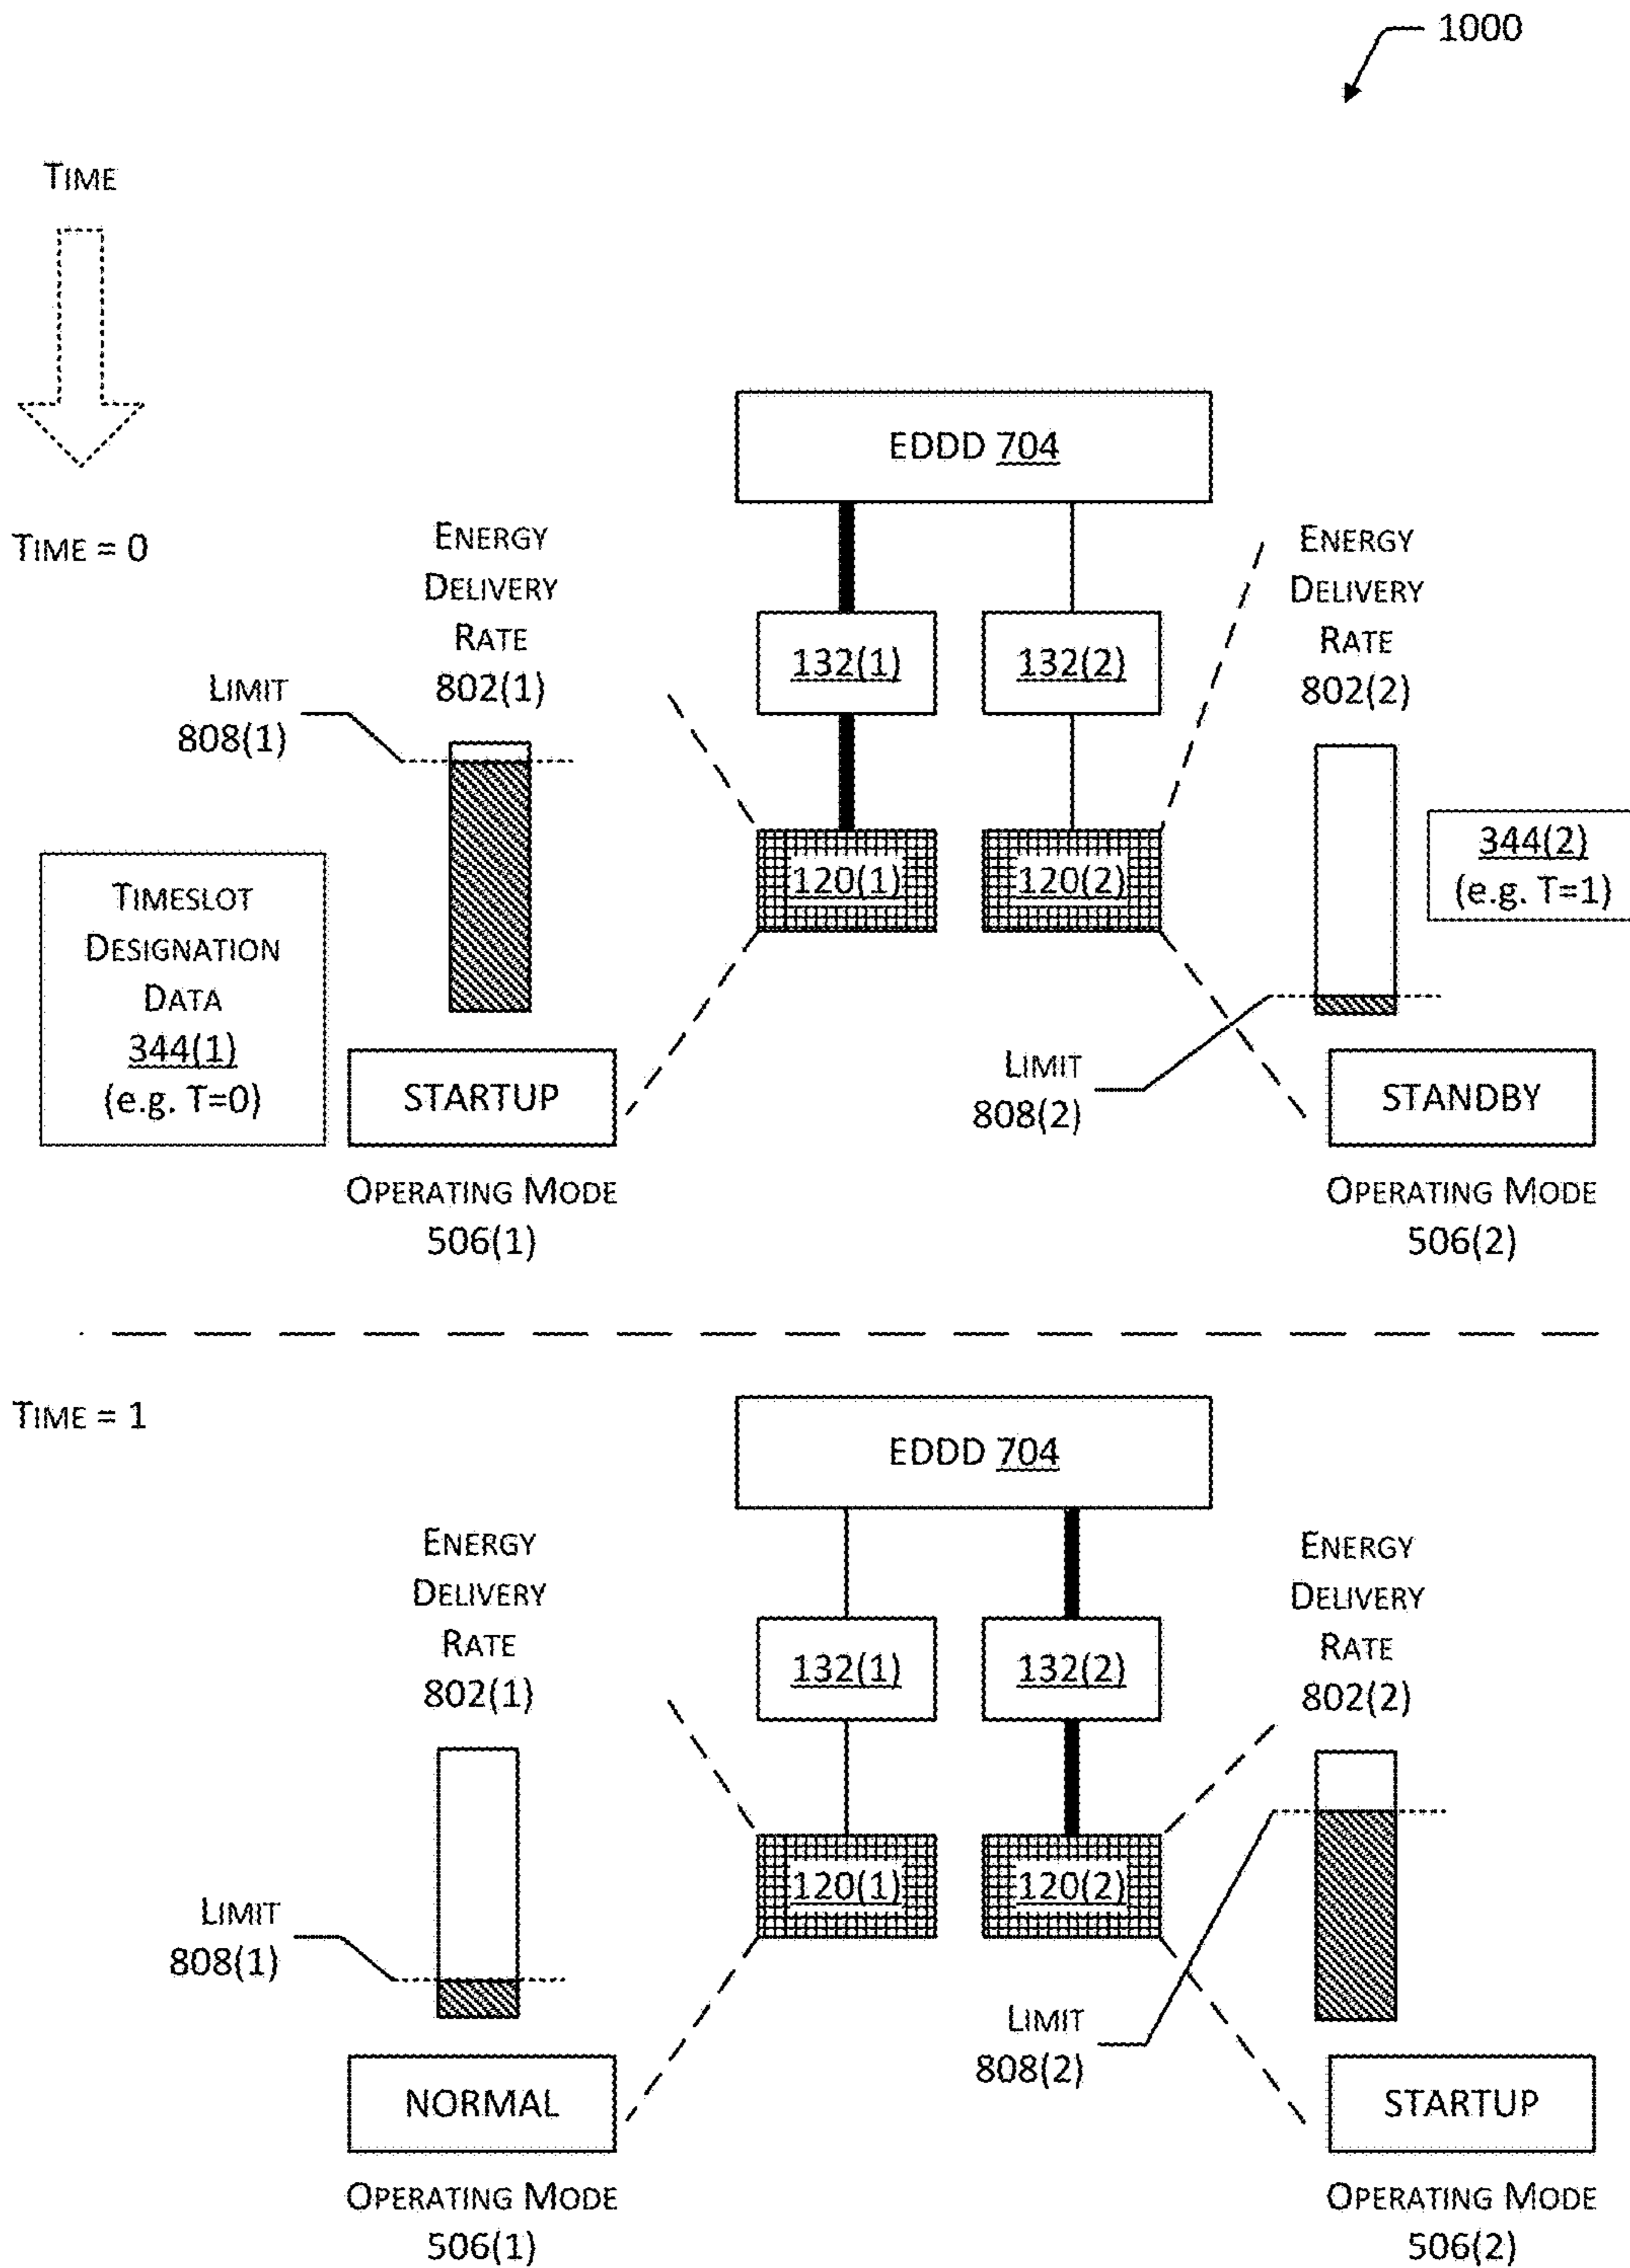 1000
TIME
TIME = 0
EDDD 704
ENERGY
DELIVERY
RATE
802(1)
ENERGY
DELIVERY
RATE
802(2)
132(1)
132(2)
LIMIT
808(1)
120(1)
120(2)
344(2)
(e.g. T=1)
TIMESLOT
DESIGNATION
DATA
344(1)
(e.g. T=0)
LIMIT
808(2)
STARTUP
STANDBY
OPERATING MODE
506(1)
OPERATING MODE
506(2)
TIME = 1
EDDD 704
ENERGY
DELIVERY
RATE
802(1)
ENERGY
DELIVERY
RATE
802(2)
132(1)
132(2)
120(1)
120(2)
LIMIT
808(1)
LIMIT
808(2)
NORMAL
STARTUP
OPERATING MODE
506(1)
OPERATING MODE
506(2)